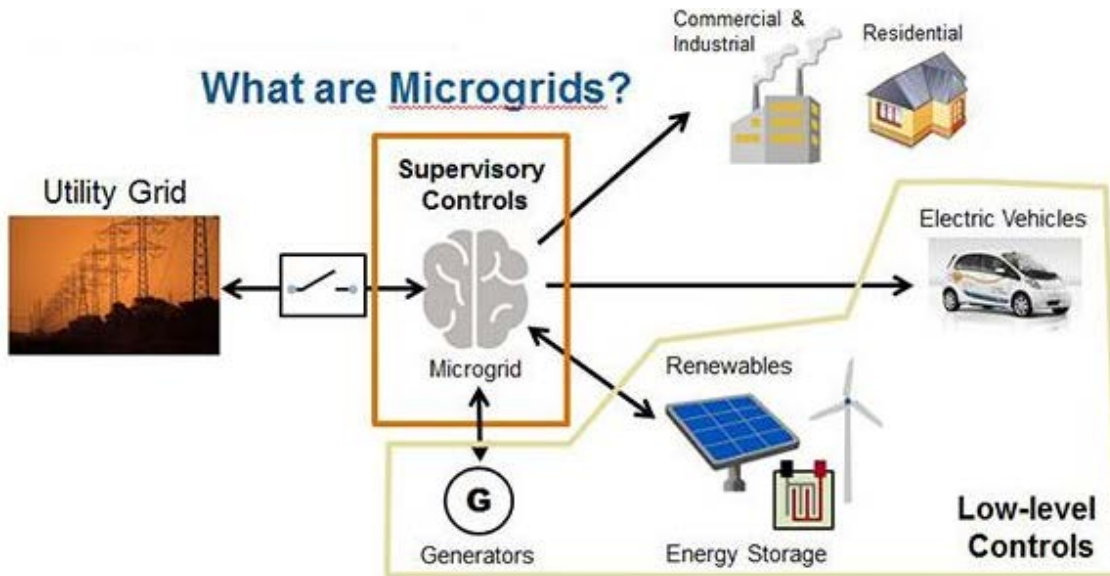 What are Microgrids?
Commercial &
Industrial
Residential
Supervisory
Controls
Utility Grid
Electric Vehicles
Microgrid
Renewables
G
Generators
Energy Storage
Low-level
Controls